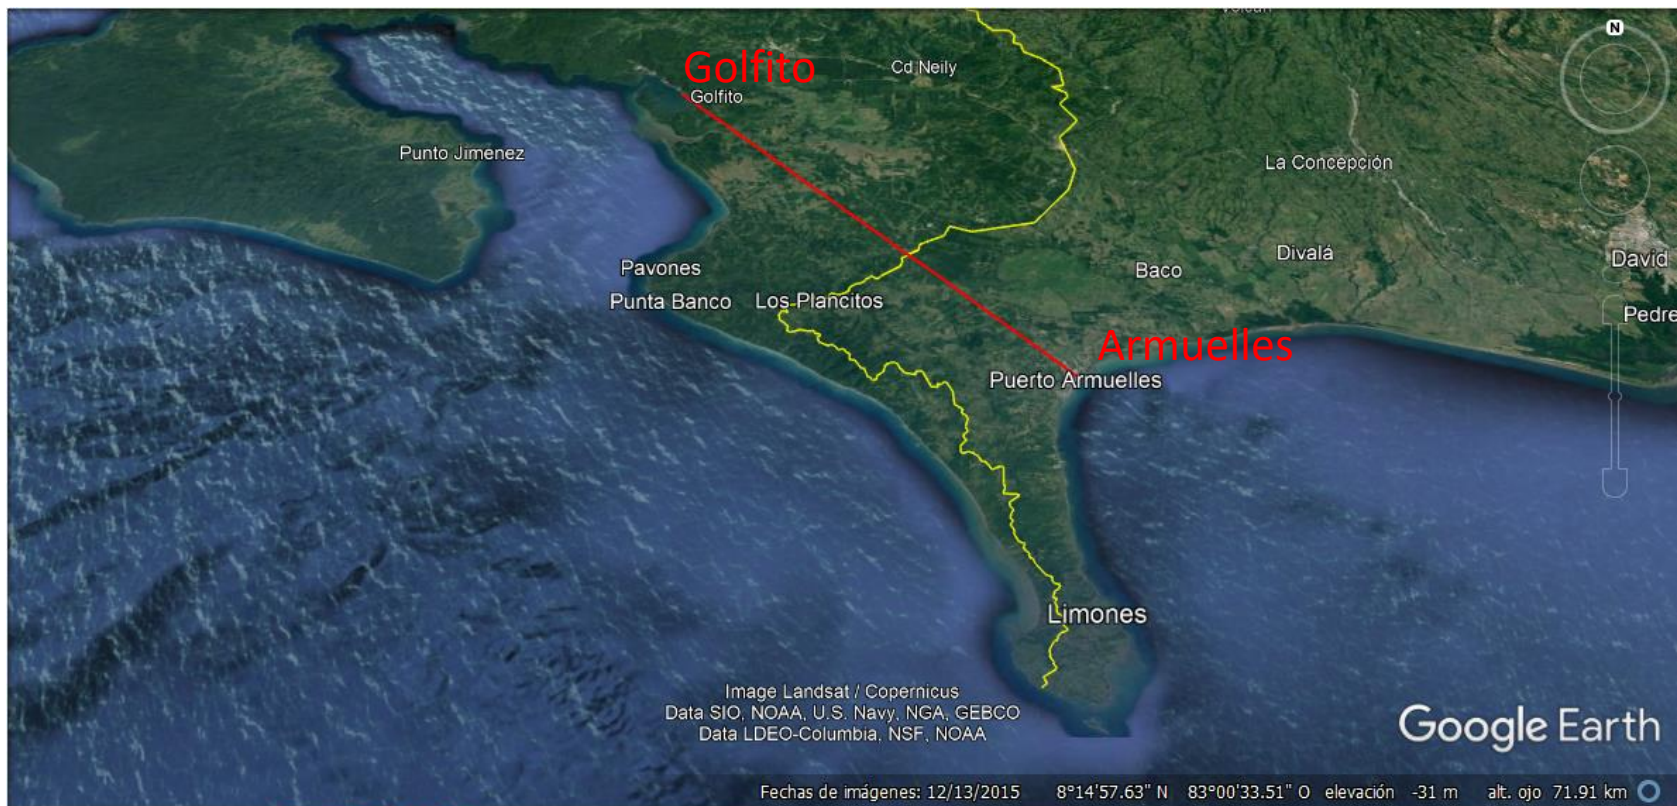 Volcán
N
Golfito
Cd Neily
Golfito
Punto Jimenez
La Concepción
Divalá
David
Pavones
Baco
Punta Banco
Los Plancitos
Pedre
Armuelles
Puerto Armuelles
Limones
Image Landsat / Copernicus
Data SIO, NOAA, U.S. Navy, NGA, GEBCO
Data LDEO-Columbia, NSF, NOAA
Google Earth
Fechas de imágenes: 12/13/2015 8°14'57.63" N 83°00'33.51" O elevación -31 m alt. ojo 71.91 km